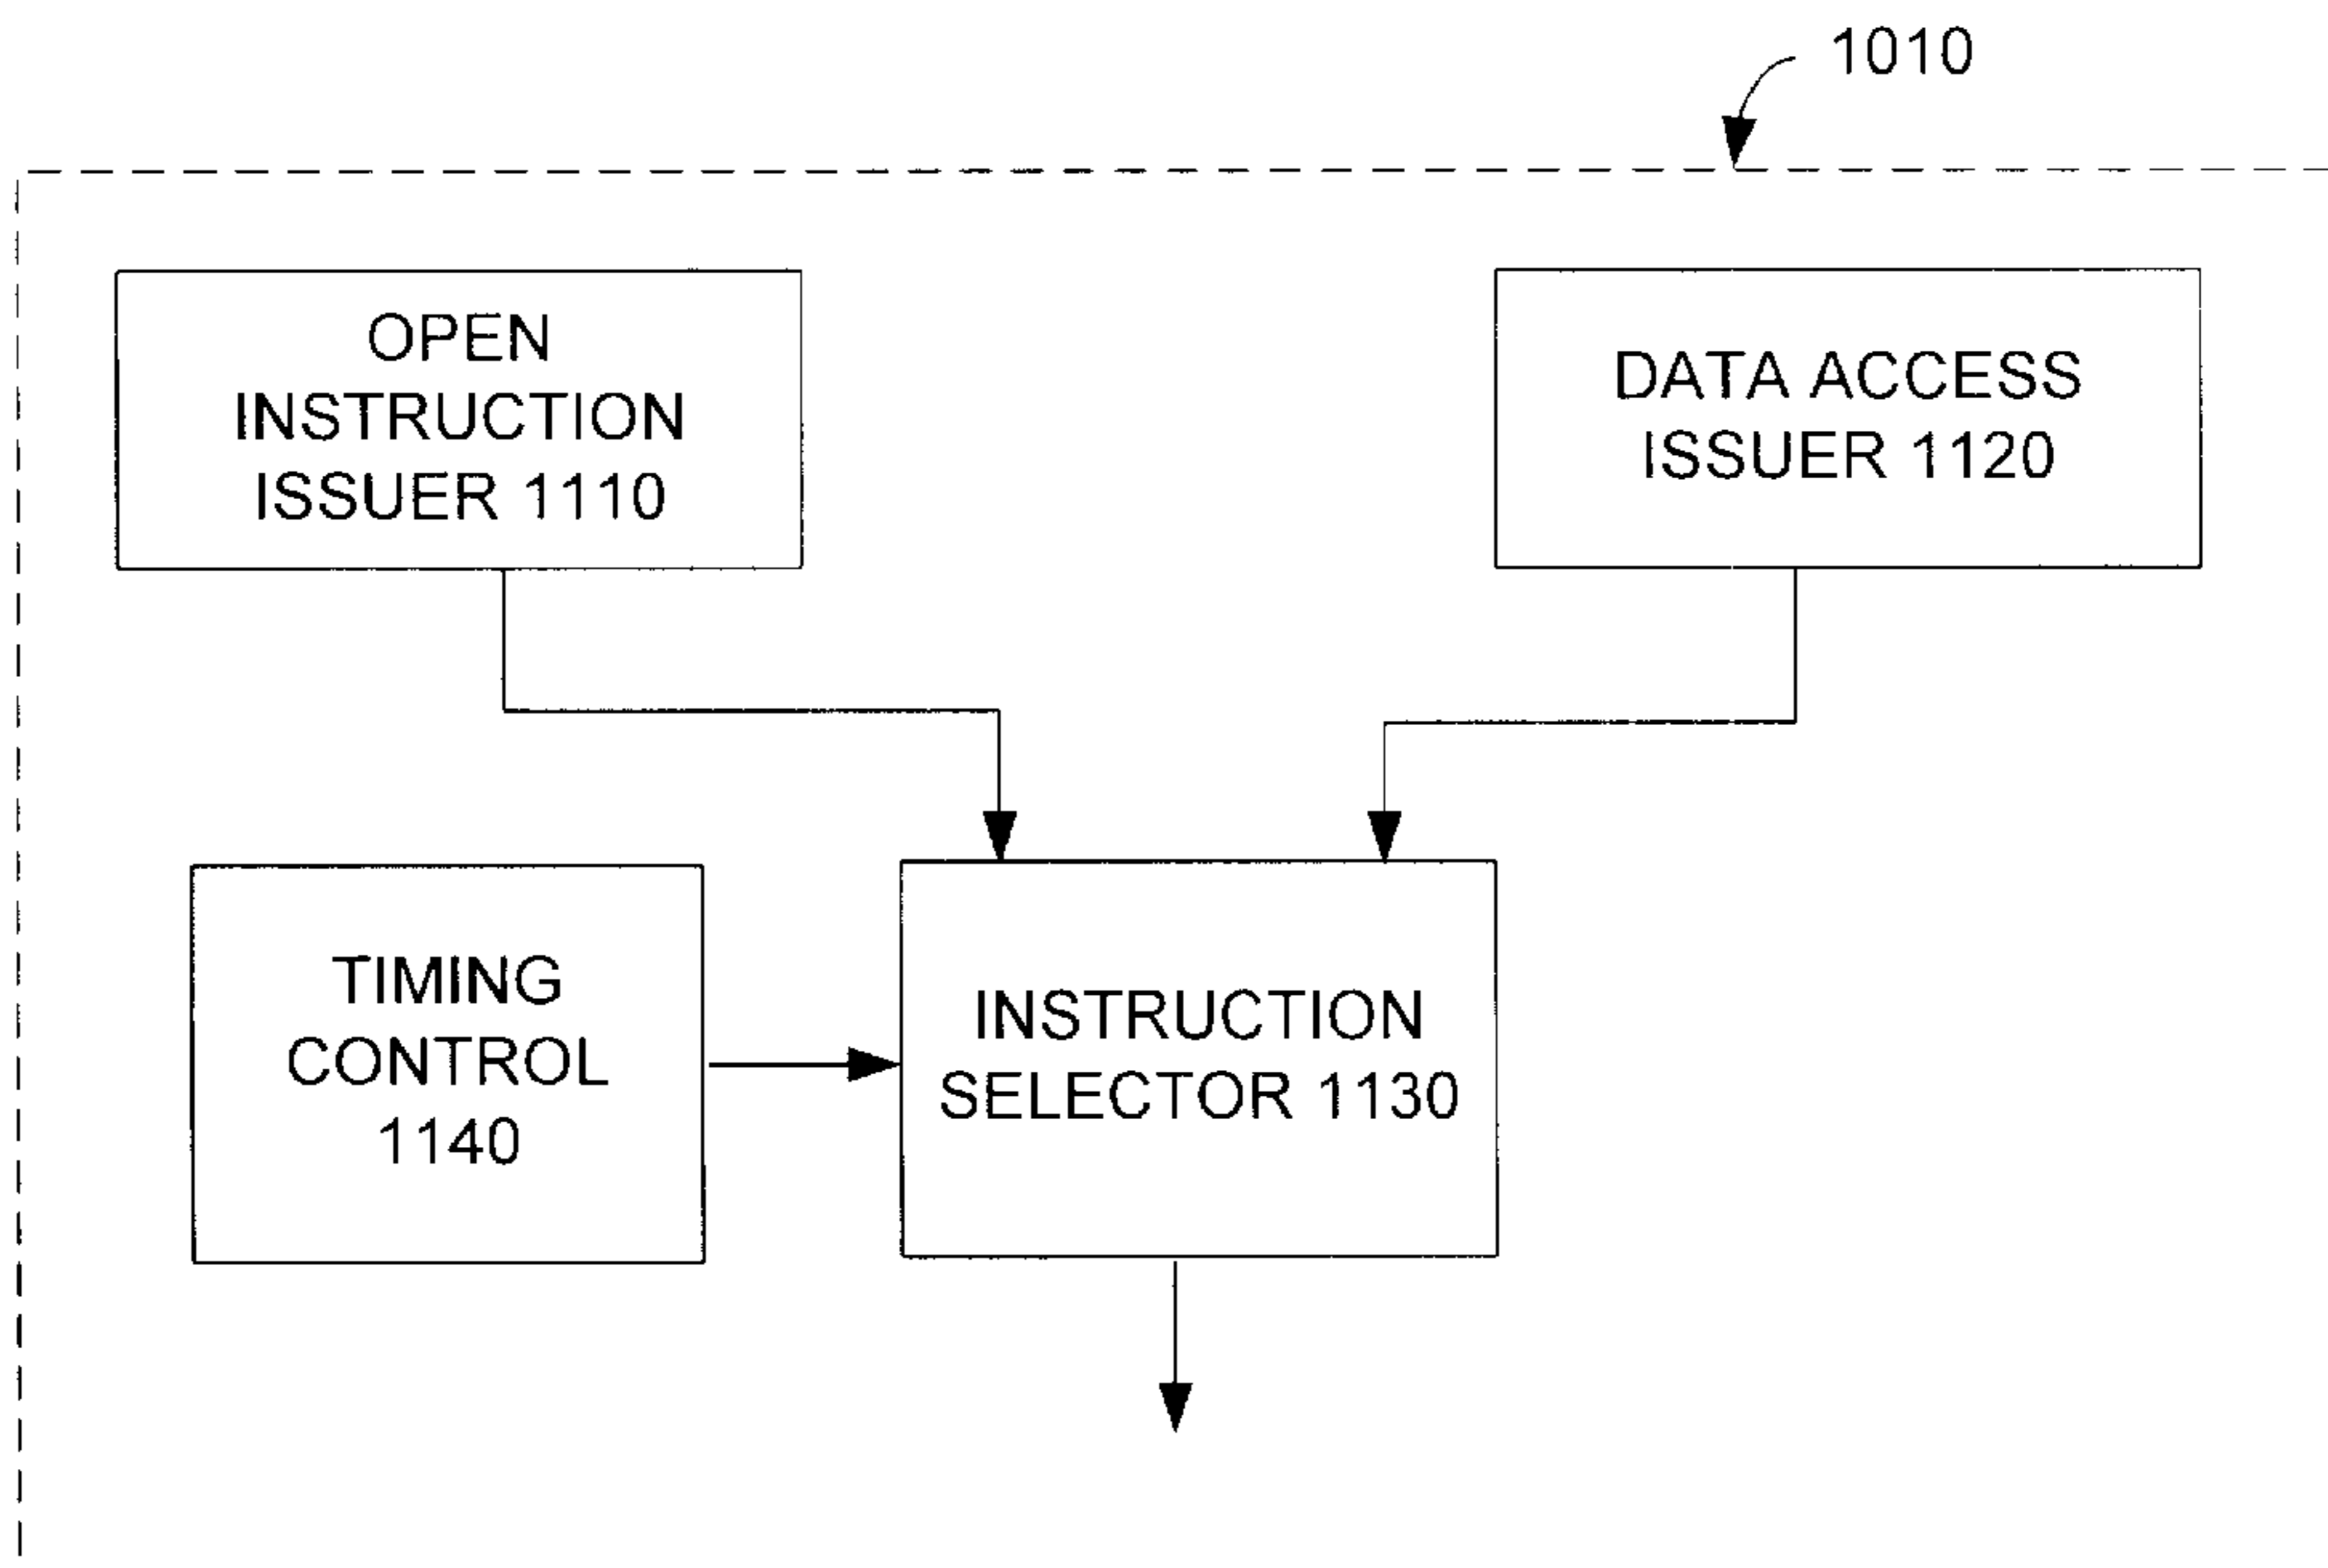 1010
OPEN
INSTRUCTION
ISSUER 1110
DATA ACCESS
ISSUER 1120
TIMING
CONTROL
1140
INSTRUCTION
SELECTOR 1130